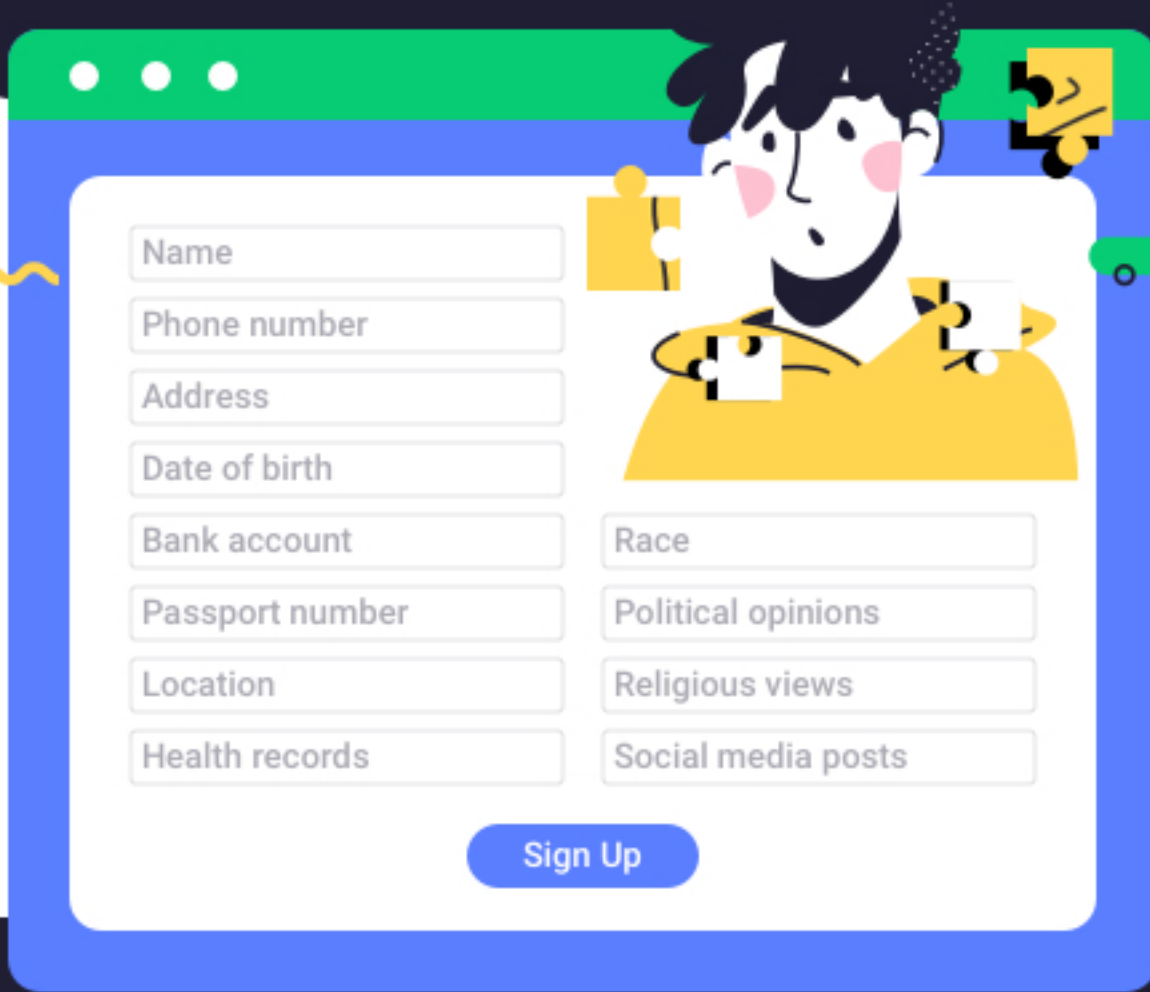 Name
Phone number
Address
Date of birth
Bank account
Passport number
Location
Health records
Race
Political opinions
Religious views
Social media posts
Sign Up